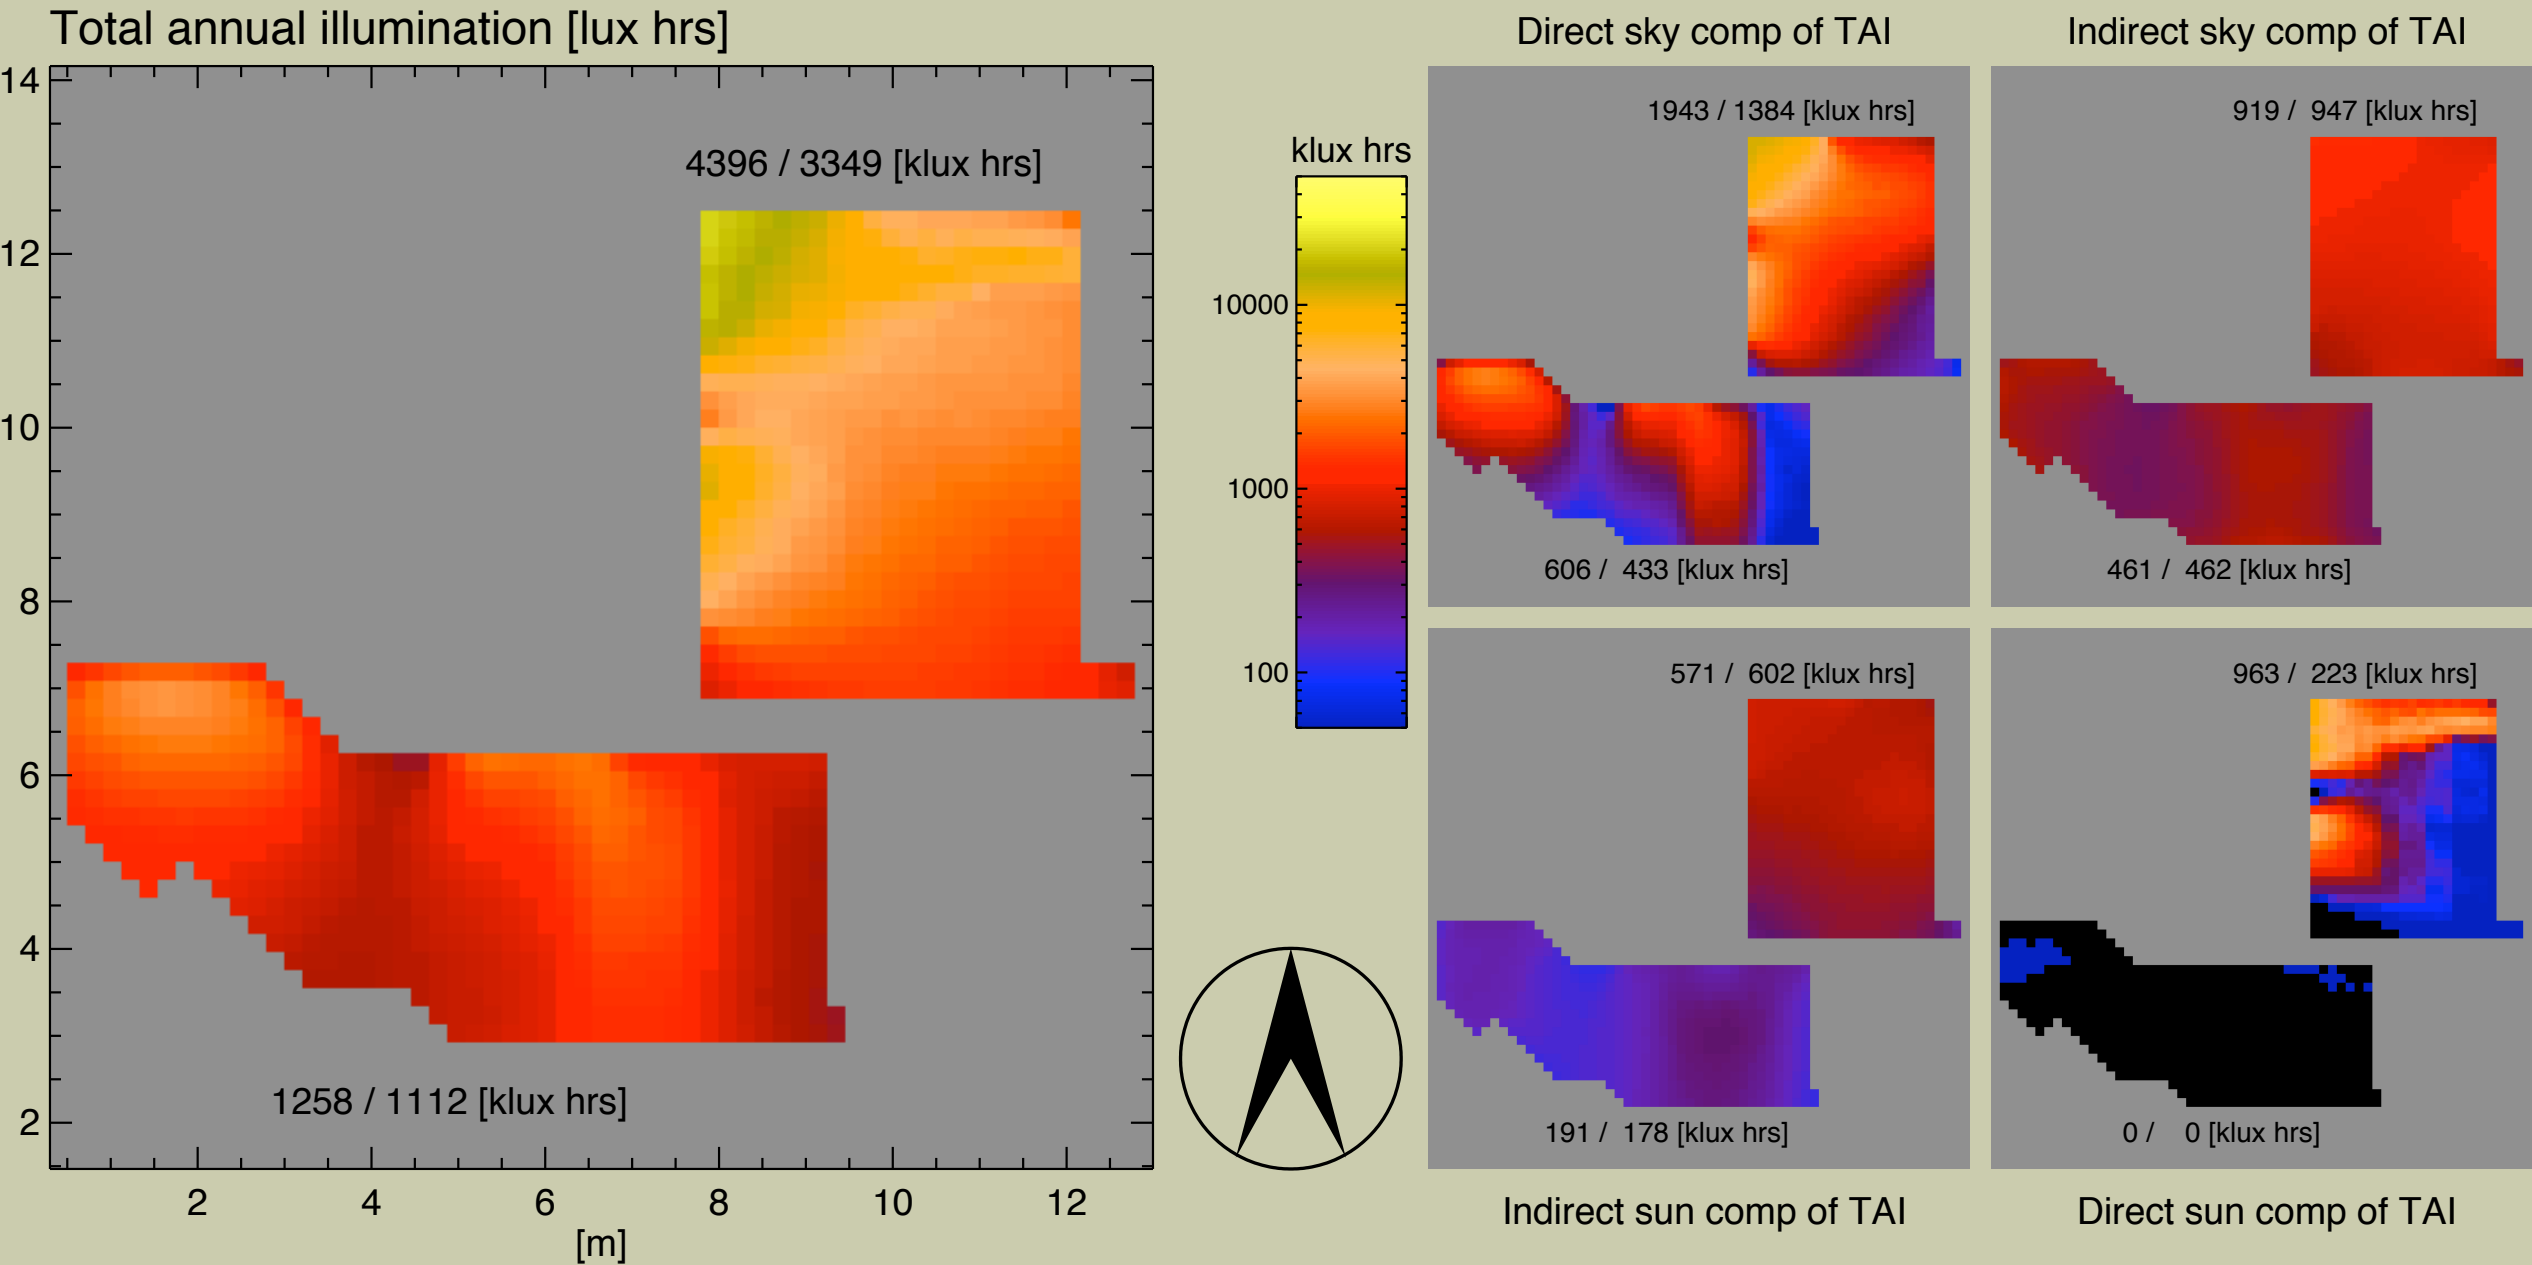 Total annual illumination [lux hrs]
14
12
10
8
6
4
2
4396 / 3349 [klux hrs]
1258 / 1112 [klux hrs]
2 4 6 8 10 12
[m]
klux hrs
10000
1000
100
Direct sky comp of TAI
1943 / 1384 [klux hrs]
606 / 433 [klux hrs]
Indirect sky comp of TAI
919 / 947 [klux hrs]
461 / 462 [klux hrs]
571 / 602 [klux hrs]
191 / 178 [klux hrs]
Indirect sun comp of TAI
963 / 223 [klux hrs]
0 / 0 [klux hrs]
Direct sun comp of TAI